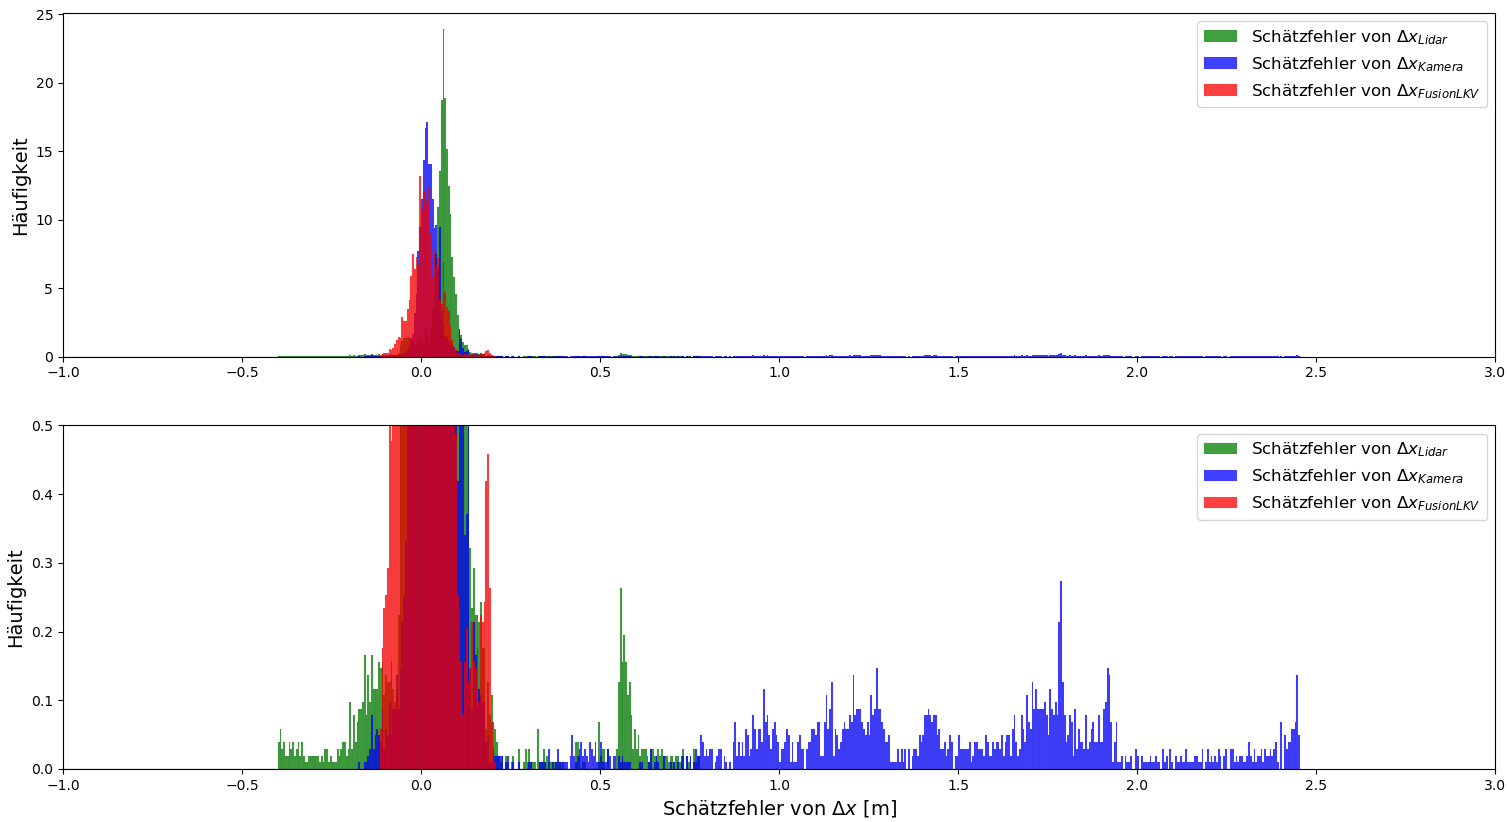 25
20
15
10
5
0
Häufigkeit
Schätzfehler von Δx_Lidar
Schätzfehler von Δx_Kamera
Schätzfehler von Δx_FusionLKV
−1.0 −0.5 0.0 0.5 1.0 1.5 2.0 2.5 3.0
0.5
0.4
0.3
0.2
0.1
0.0
Häufigkeit
Schätzfehler von Δx_Lidar
Schätzfehler von Δx_Kamera
Schätzfehler von Δx_FusionLKV
−1.0 −0.5 0.0 0.5 1.0 1.5 2.0 2.5 3.0
Schätzfehler von Δx [m]